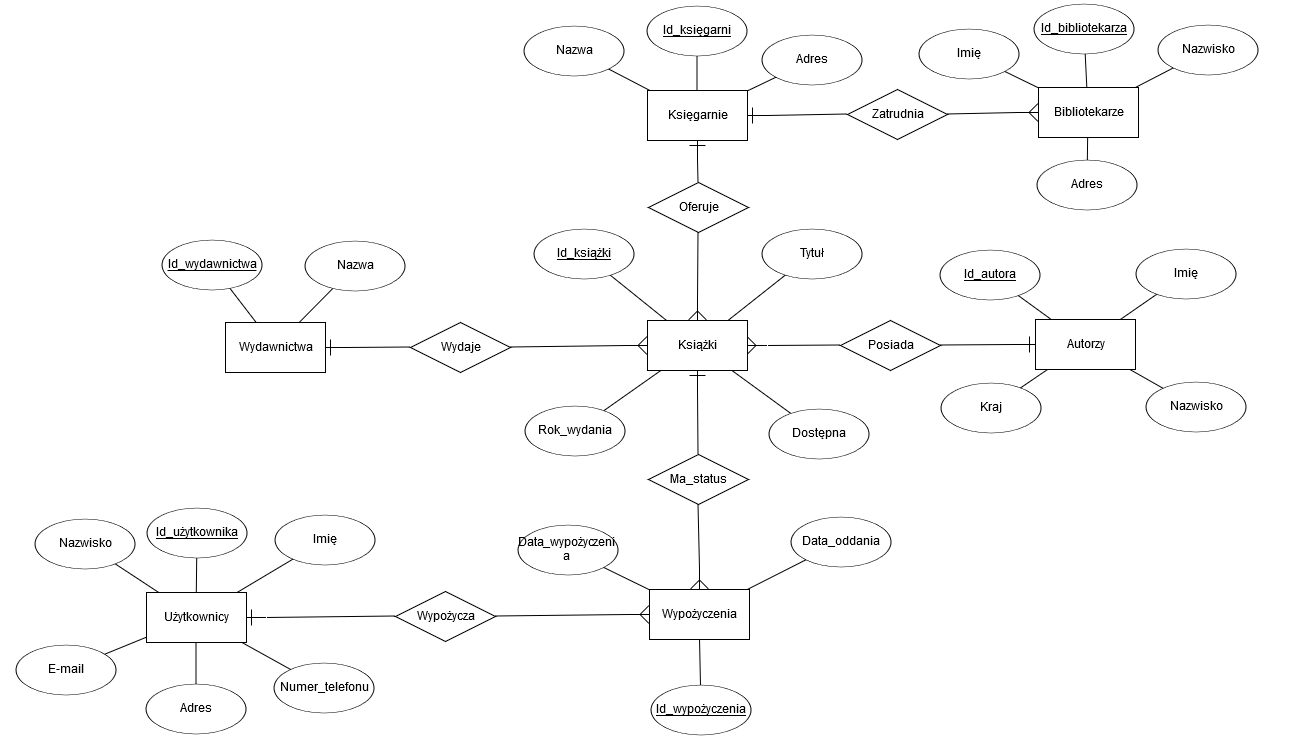 Id_księgarni
Nazwa
Adres
Księgarnie
Zatrudnia
Id_bibliotekarza
Imię
Nazwisko
Bibliotekarze
Adres
Oferuje
Id_wydawnictwa
Nazwa
Wydawnictwa
Wydaje
Id_książki
Tytuł
Książki
Rok_wydania
Dostępna
Posiada
Id_autora
Imię
Autorzy
Kraj
Nazwisko
Ma_status
Nazwisko
Id_użytkownika
Imię
Użytkownicy
E-mail
Adres
Numer_telefonu
Wypożycza
Data_wypożyczeni
a
Data_oddania
Wypożyczenia
Id_wypożyczenia